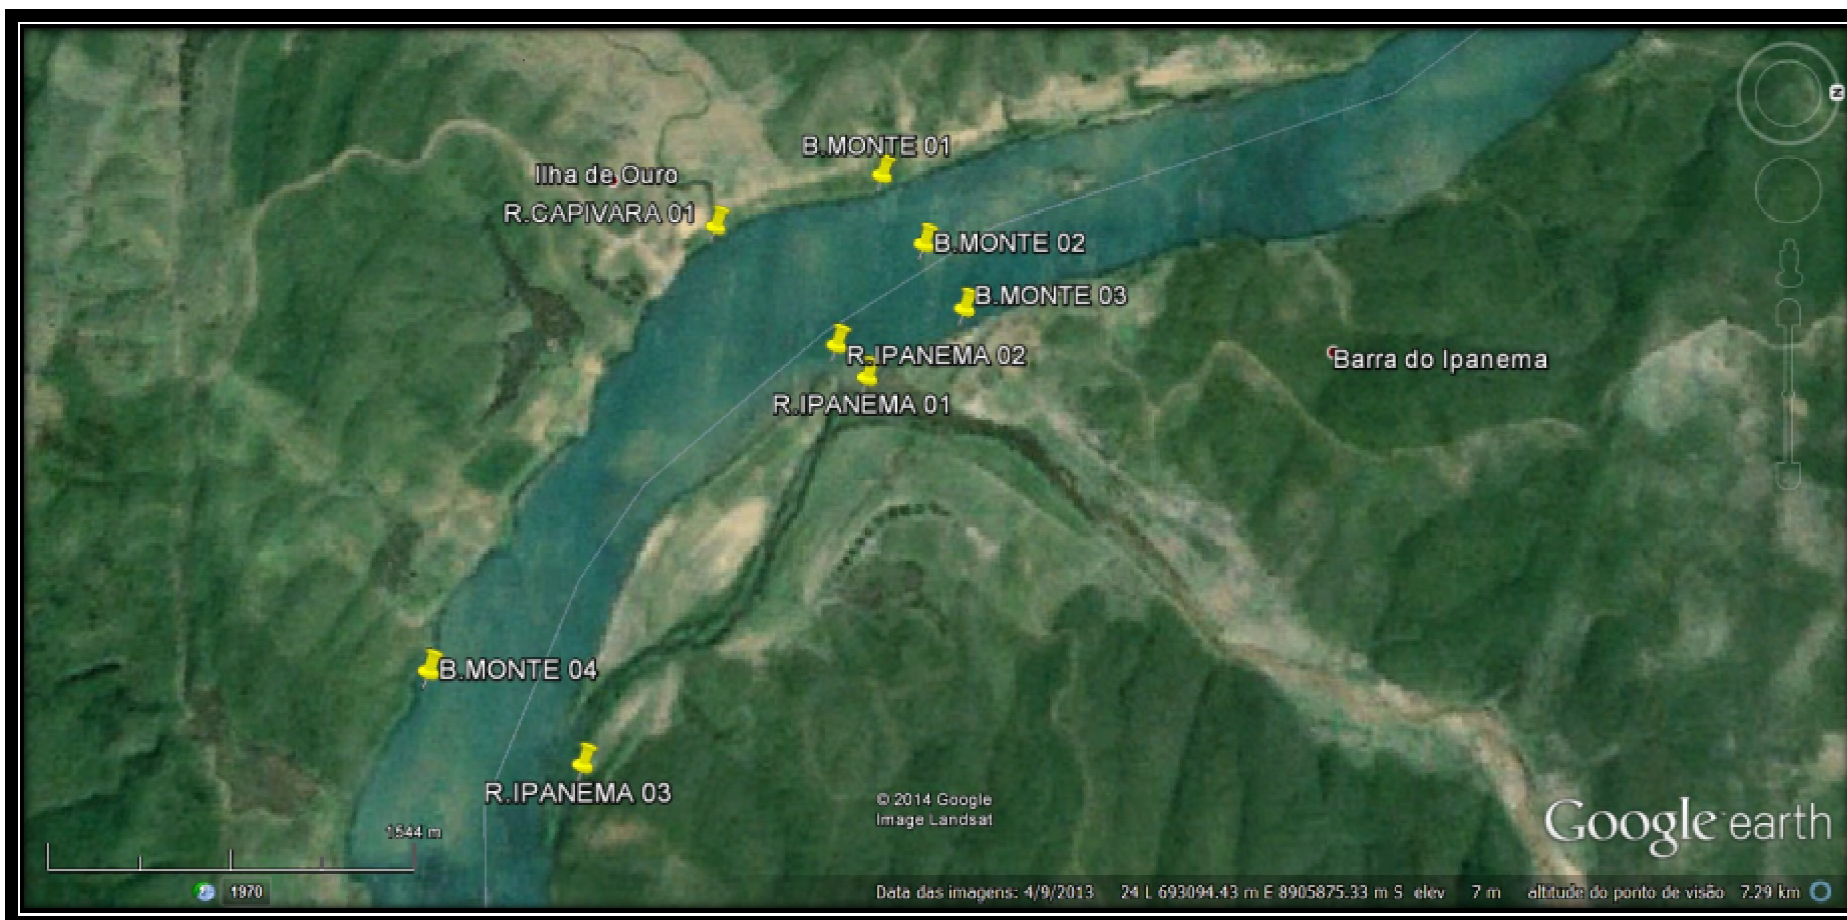 N
B.MONTE 01
Ilha de Ouro
R.CAPIVARA 01
B.MONTE 02
B.MONTE 03
R.IPANEMA 02
Barra do Ipanema
R.IPANEMA 01
B.MONTE 04
R.IPANEMA 03
© 2014 Google
Image Landsat
Google earth
1544 m
1970
Data das imagens: 4/9/2013 24 L 693094.43 m E 8905875.33 m S elev 7 m altitude do ponto de visão 7.29 km